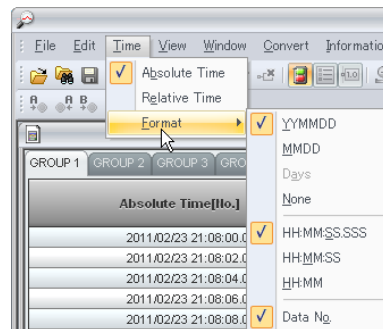 File Edit Time View Window Convert Informatio
Absolute Time
Relative Time
Format
YYMMDD
MMDD
Days
None
HH:MM:SS.SSS
HH:MM:SS
HH:MM
Data No.
GROUP 1 GROUP 2 GROUP 3 GRO
Absolute Time[No.]
2011/02/23 21:08:00.0
2011/02/23 21:08:02.0
2011/02/23 21:08:04.0
2011/02/23 21:08:06.0
2011/02/23 21:08:08.0